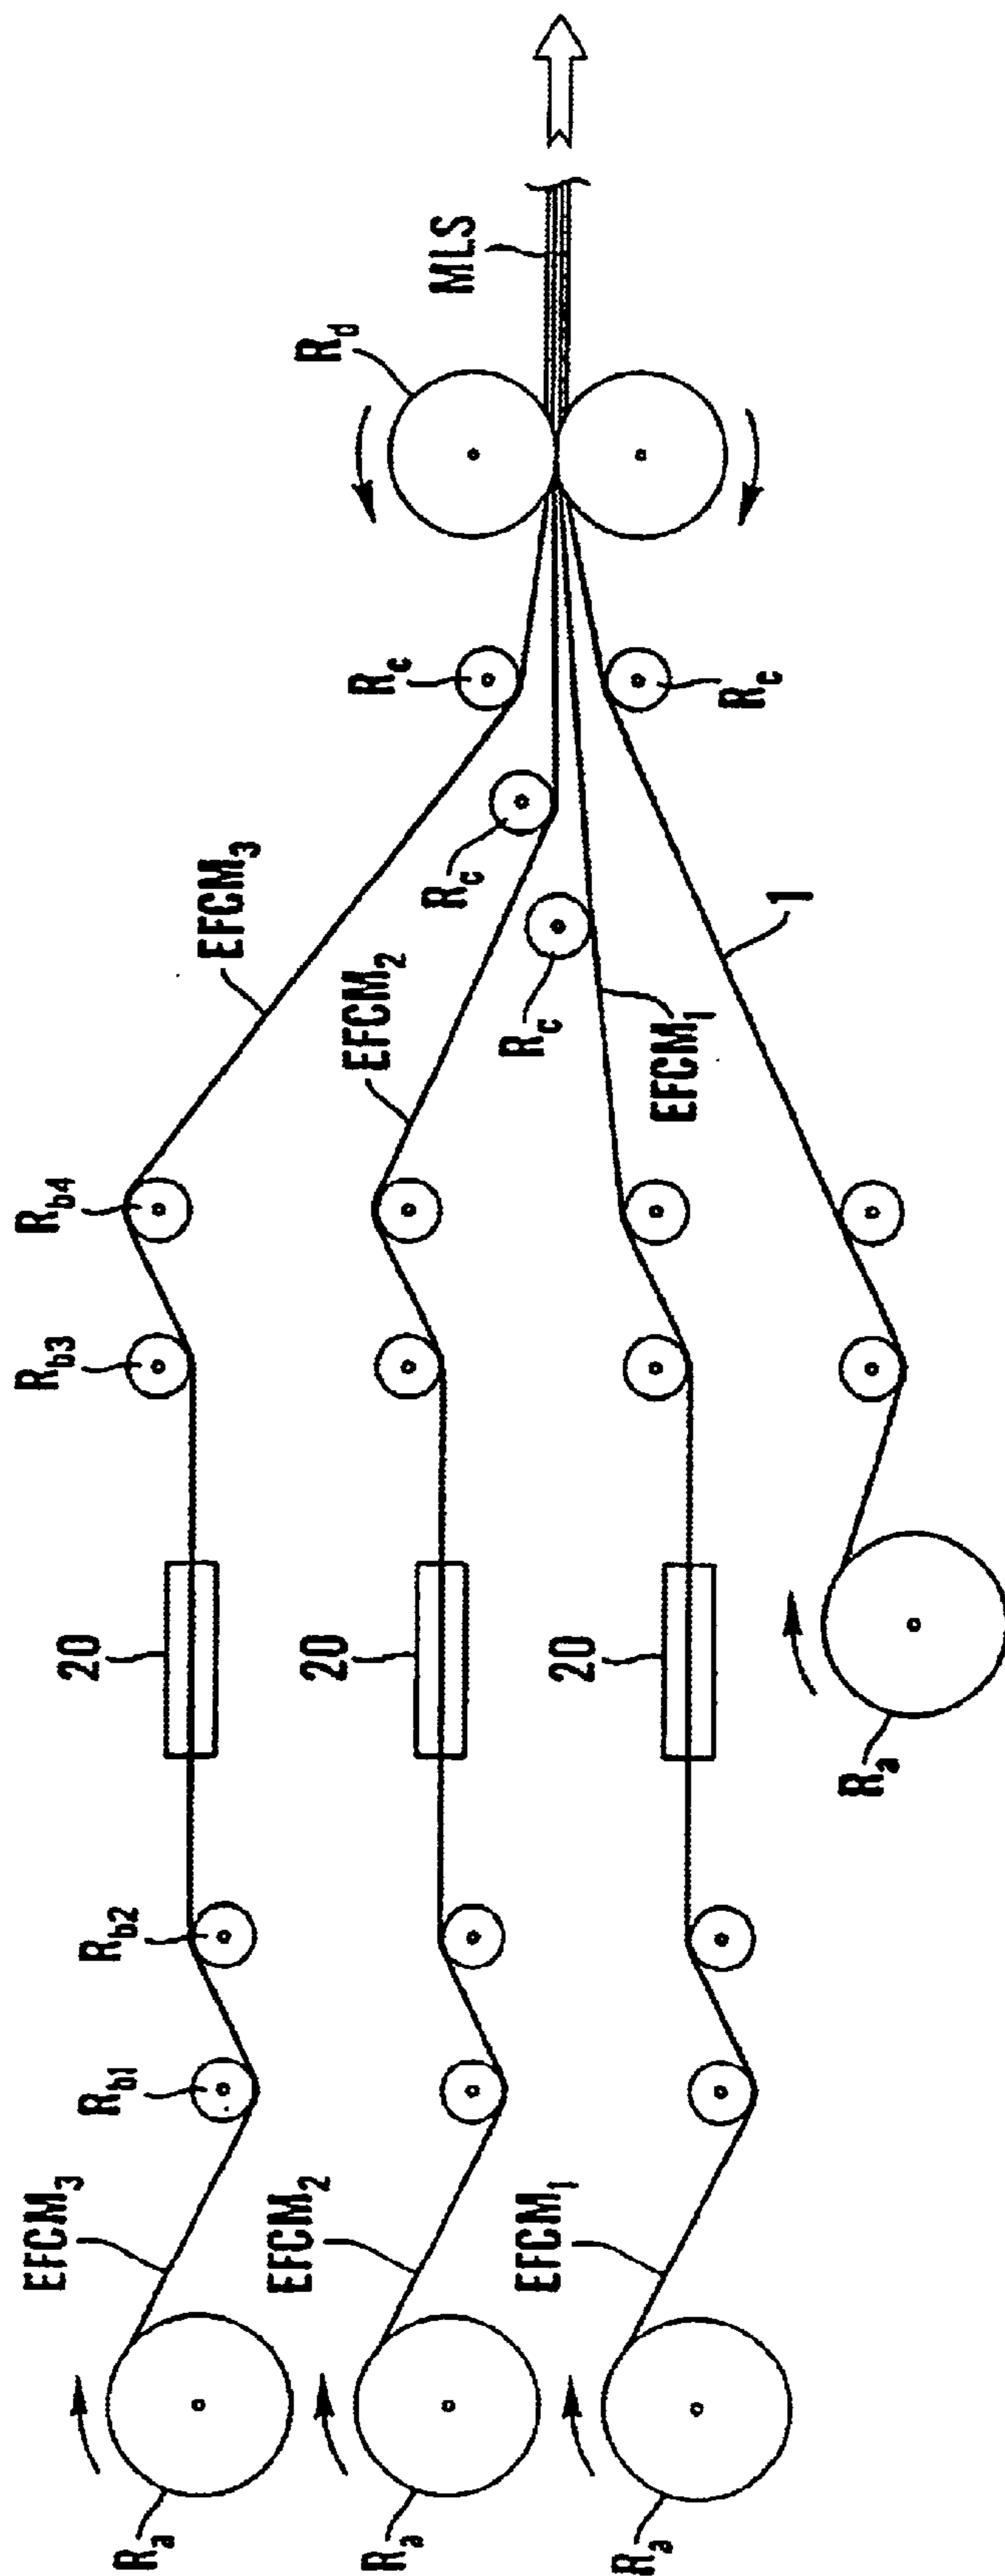 R_a
EFCM_3
R_b1
R_b2
20
R_b3
R_b4
EFCM_3
R_c
R_d
MLS
R_a
EFCM_2
20
EFCM_2
R_c
R_a
EFCM_1
20
R_c
EFCM_1
R_c
R_a
1